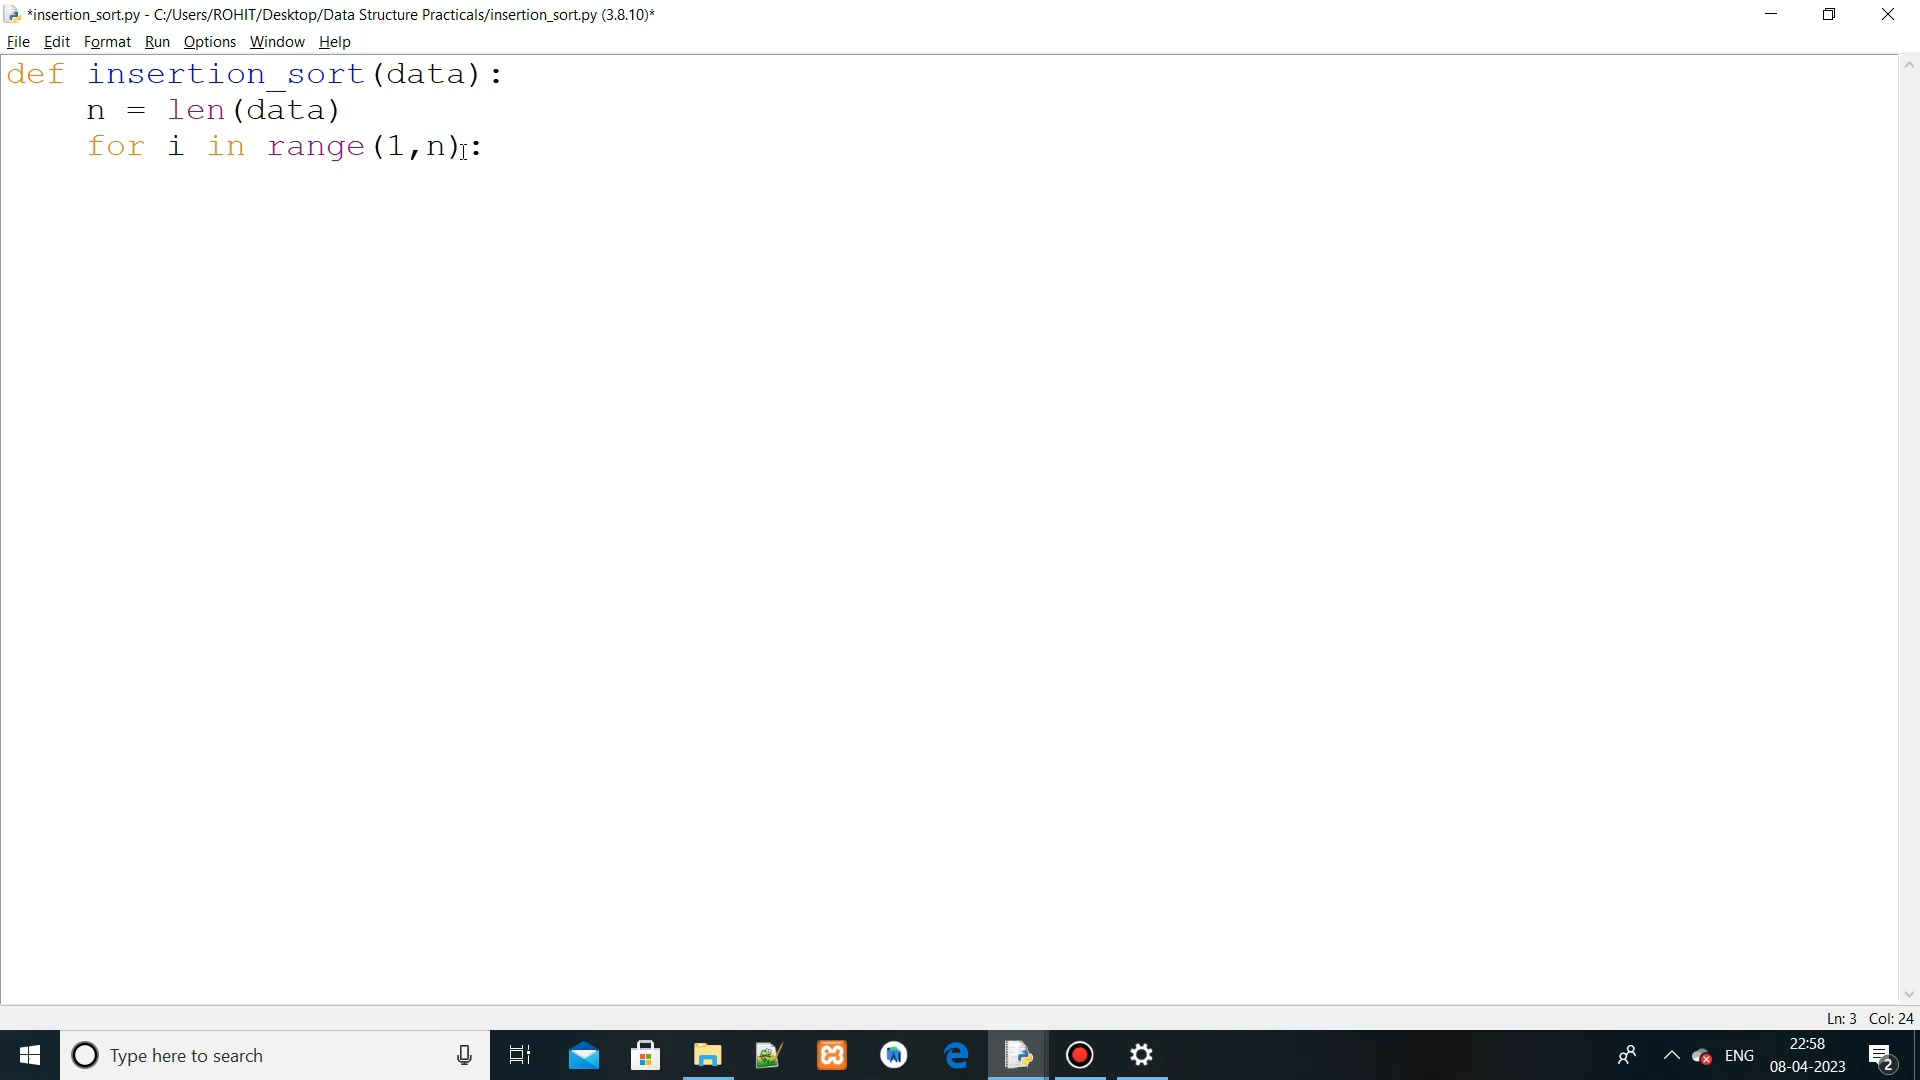 *insertion_sort.py - C:/Users/ROHIT/Desktop/Data Structure Practicals/insertion_sort.py (3.8.10)*
File Edit Format Run Options Window Help
def insertion_sort(data):
    n = len(data)
    for i in range(1,n):
Ln: 3 Col: 24
Type here to search
ENG
22:58
08-04-2023
2